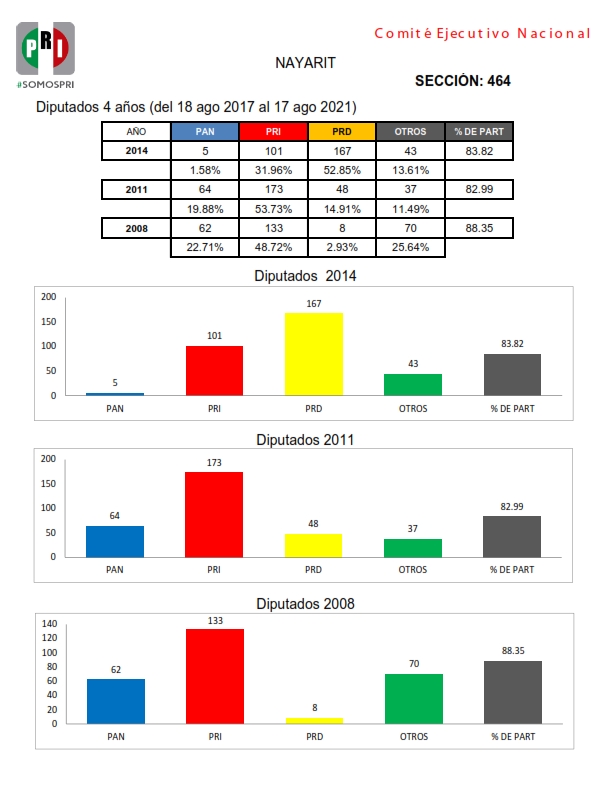 Comité Ejecutivo Nacional
PRI
#SOMOSPRI
NAYARIT
SECCIÓN: 464
Diputados 4 años (del 18 ago 2017 al 17 ago 2021)
AÑO PAN PRI PRD OTROS % DE PART
2014 5 101 167 43 83.82
1.58% 31.96% 52.85% 13.61%
2011 64 173 48 37 82.99
19.88% 53.73% 14.91% 11.49%
2008 62 133 8 70 88.35
22.71% 48.72% 2.93% 25.64%
Diputados 2014
200
150
100
50
0
5
101
167
43
83.82
PAN PRI PRD OTROS % DE PART
Diputados 2011
200
150
100
50
0
64
173
48
37
82.99
PAN PRI PRD OTROS % DE PART
Diputados 2008
140
120
100
80
60
40
20
0
62
133
8
70
88.35
PAN PRI PRD OTROS % DE PART